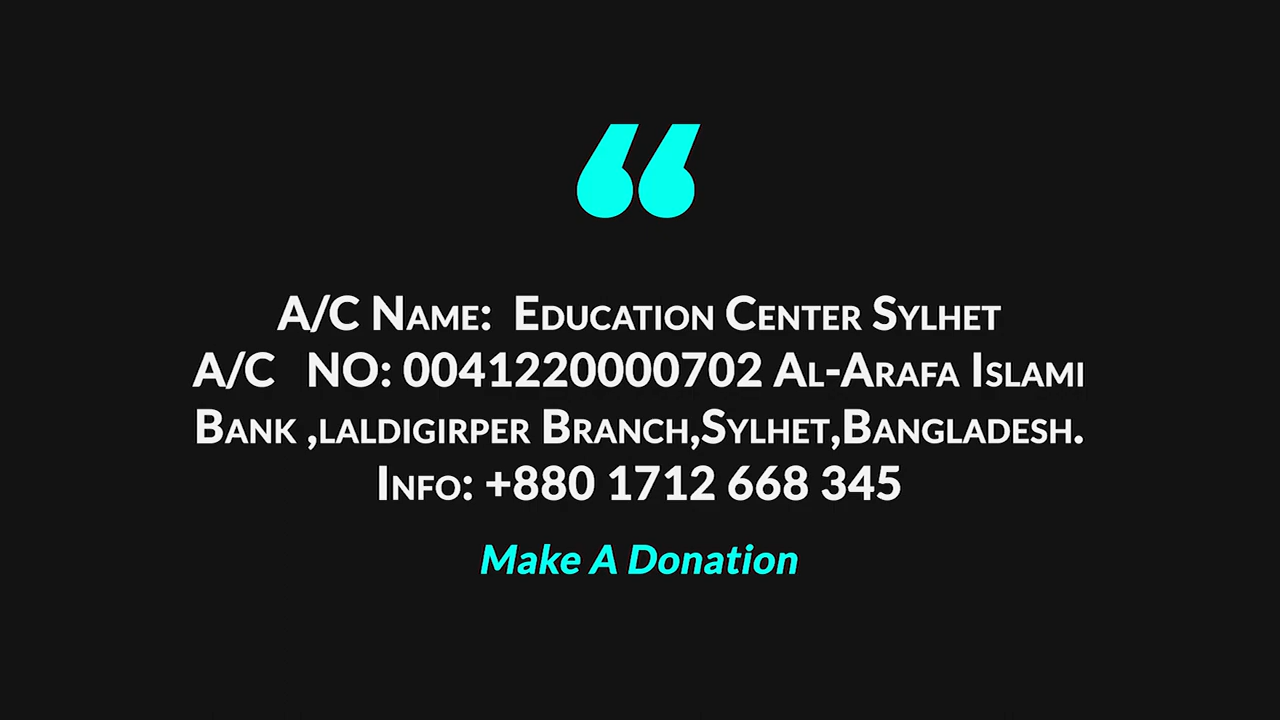 “
A/C Name:  Education Center Sylhet
A/C   NO: 0041220000702 Al-Arafa Islami
Bank ,laldigirper Branch,Sylhet,Bangladesh.
Info: +880 1712 668 345
Make A Donation